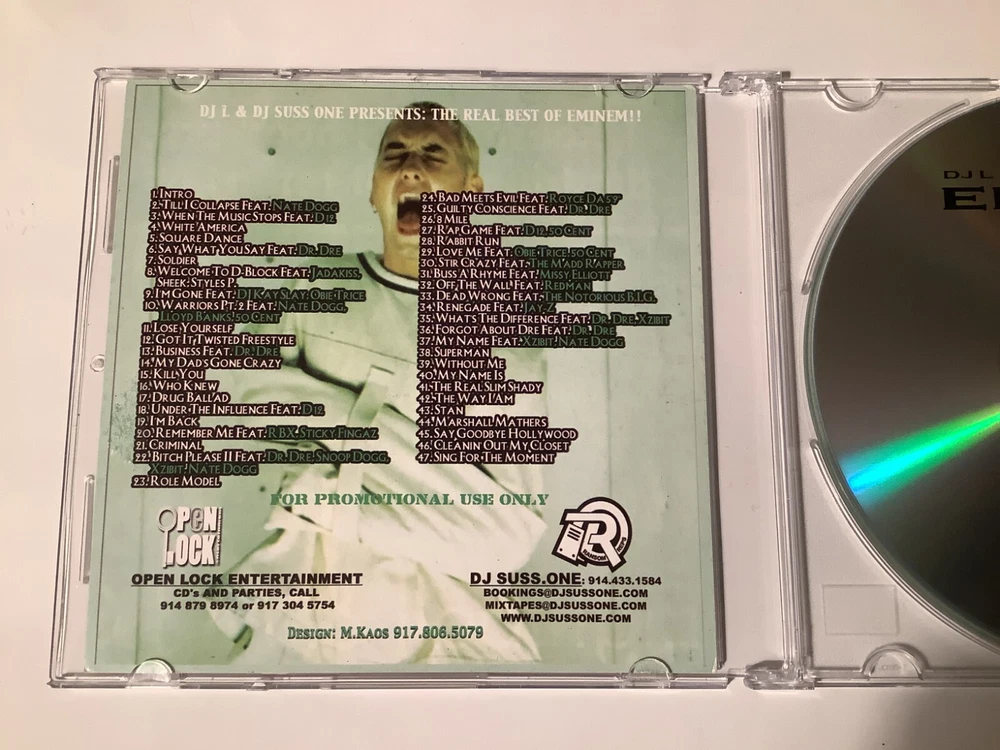 DJ L & DJ SUSS ONE PRESENTS: THE REAL BEST OF EMINEM!!
1. INTRO
2. TILL I COLLAPSE FEAT. NATE DOGG
3. WHEN THE MUSIC STOPS FEAT. D12
4. WHITE AMERICA
5. SQUARE DANCE
6. SAY WHAT YOU SAY FEAT. DR. DRE
7. SOLDIER
8. WELCOME TO D-BLOCK FEAT. JADAKISS,
SHEEK, STYLES P.
9. I'M GONE FEAT. DJ KAY SLAY, OBIE TRICE
10. WARRIORS PT. 2 FEAT. NATE DOGG,
LLOYD BANKS, 50 CENT
11. LOSE YOURSELF
12. GOT IT TWISTED FREESTYLE
13. BUSINESS FEAT. DR. DRE
14. MY DAD'S GONE CRAZY
15. KILL YOU
16. WHO KNEW
17. DRUG BALLAD
18. UNDER THE INFLUENCE FEAT. D12
19. I'M BACK
20. REMEMBER ME FEAT. RBX, STICKY FINGAZ
21. CRIMINAL
22. BITCH PLEASE II FEAT. DR. DRE, SNOOP DOGG,
XZIBIT, NATE DOGG
23. ROLE MODEL
24. BAD MEETS EVIL FEAT. ROYCE DA 5'9"
25. GUILTY CONSCIENCE FEAT. DR. DRE
26. 8 MILE
27. RAP GAME FEAT. D12, 50 CENT
28. RABBIT RUN
29. LOVE ME FEAT. OBIE TRICE, 50 CENT
30. STIR CRAZY FEAT. THE MADD RAPPER
31. BUSS A RHYME FEAT. MISSY ELLIOTT
32. OFF THE WALL FEAT. REDMAN
33. DEAD WRONG FEAT. THE NOTORIOUS B.I.G.
34. RENEGADE FEAT. JAY-Z
35. WHATS THE DIFFERENCE FEAT. DR. DRE, XZIBIT
36. FORGOT ABOUT DRE FEAT. DR. DRE
37. MY NAME FEAT. XZIBIT, NATE DOGG
38. SUPERMAN
39. WITHOUT ME
40. MY NAME IS
41. THE REAL SLIM SHADY
42. THE WAY I AM
43. STAN
44. MARSHALL MATHERS
45. SAY GOODBYE HOLLYWOOD
46. CLEANIN OUT MY CLOSET
47. SING FOR THE MOMENT
FOR PROMOTIONAL USE ONLY
OPEN
LOCK
OPEN LOCK ENTERTAINMENT
CD's AND PARTIES, CALL
914 879 8974 or 917 304 5754
DJ SUSS.ONE: 914.433.1584
BOOKINGS@DJSUSSONE.COM
MIXTAPES@DJSUSSONE.COM
WWW.DJSUSSONE.COM
DESIGN: M.KAOS 917.806.5079
DJ L